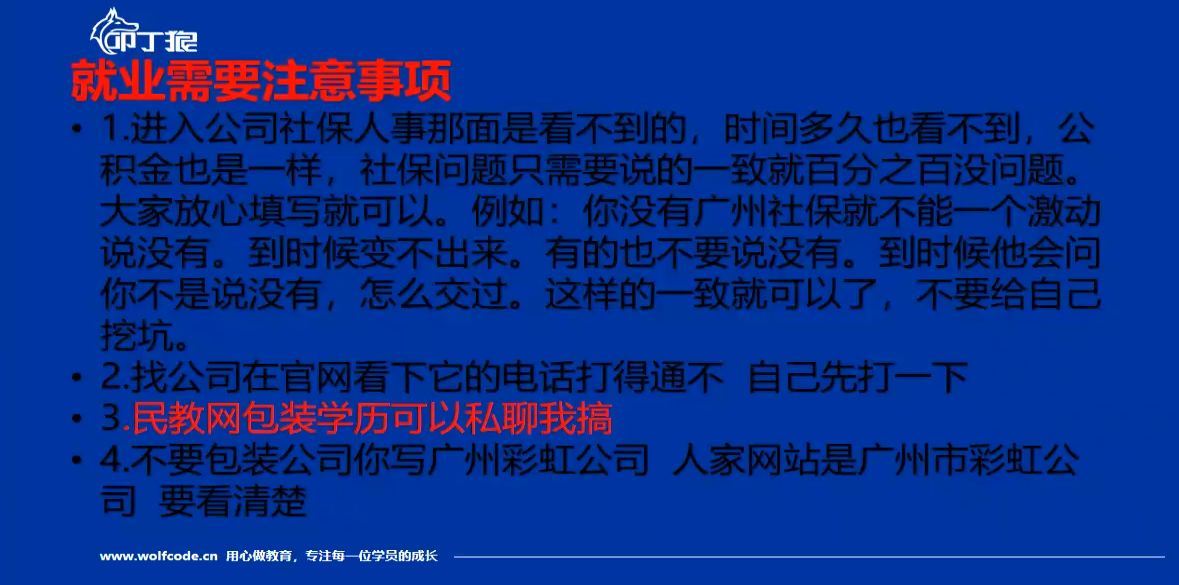 叩丁狼
就业需要注意事项
• 1.进入公司社保人事那面是看不到的，时间多久也看不到，公
积金也是一样，社保问题只需要说的一致就百分之百没问题。
大家放心填写就可以。例如：你没有广州社保就不能一个激动
说没有。到时候变不出来。有的也不要说没有。到时候他会问
你不是说没有，怎么交过。这样的一致就可以了，不要给自己
挖坑。
• 2.找公司在官网看下它的电话打得通不 自己先打一下
• 3.民教网包装学历可以私聊我搞
• 4.不要包装公司你写广州彩虹公司 人家网站是广州市彩虹公
司 要看清楚
www.wolfcode.cn 用心做教育，专注每一位学员的成长